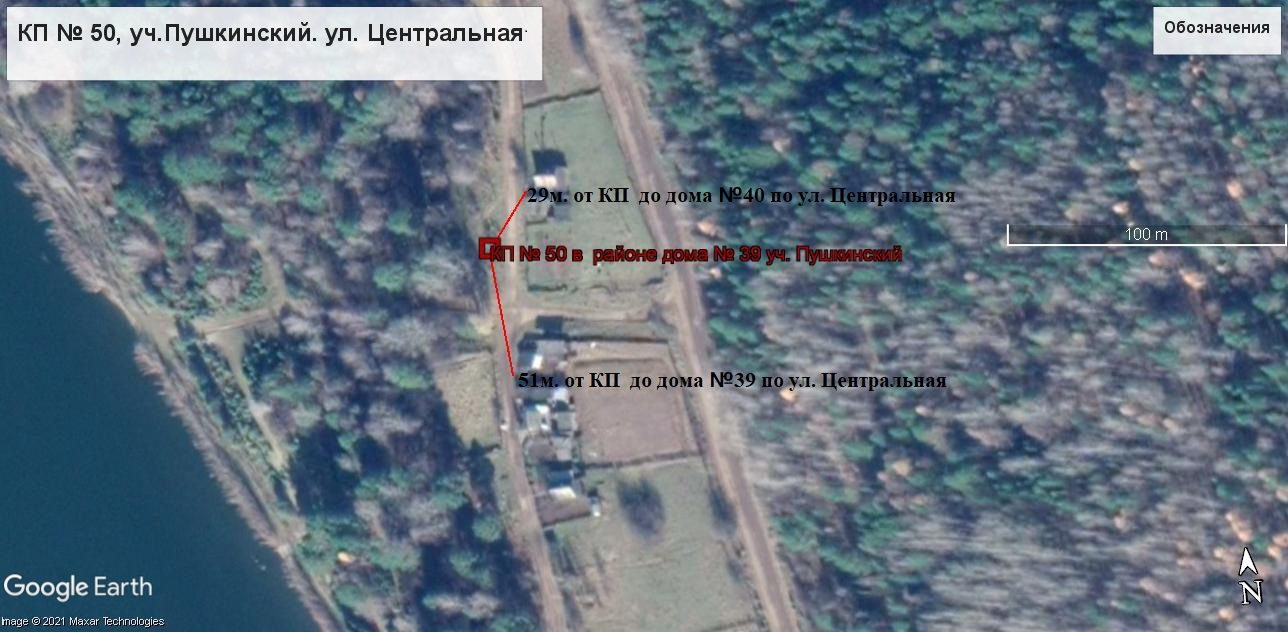 КП № 50, уч.Пушкинский. ул. Центральная
Обозначения
29м. от КП до дома №40 по ул. Центральная
100 m
КП № 50 в районе дома № 39 уч. Пушкинский
51м. от КП до дома №39 по ул. Центральная
Google Earth
N
Image © 2021 Maxar Technologies